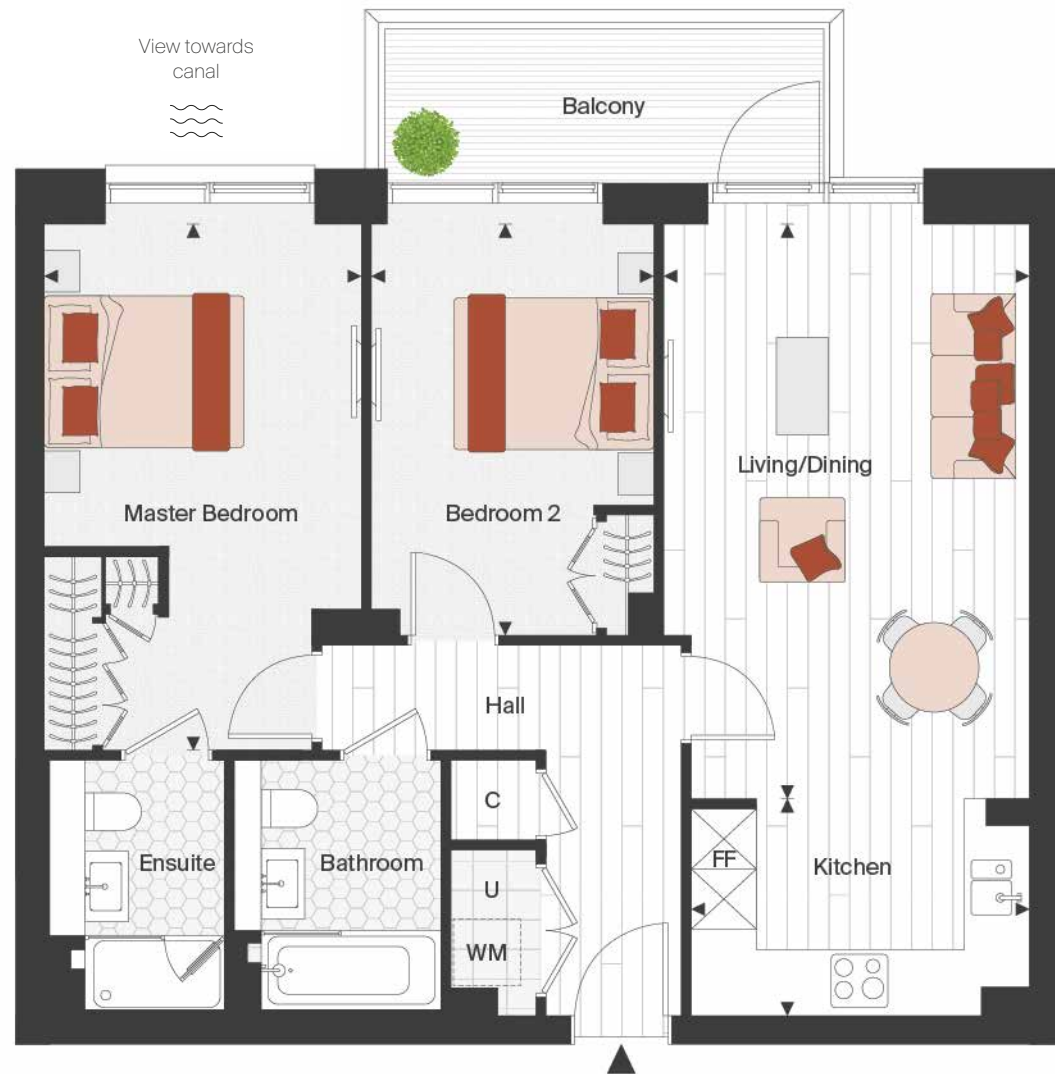 View towards
canal
Balcony
Living/Dining
Master Bedroom
Bedroom 2
Hall
C
Ensuite
Bathroom
FF
Kitchen
U
WM